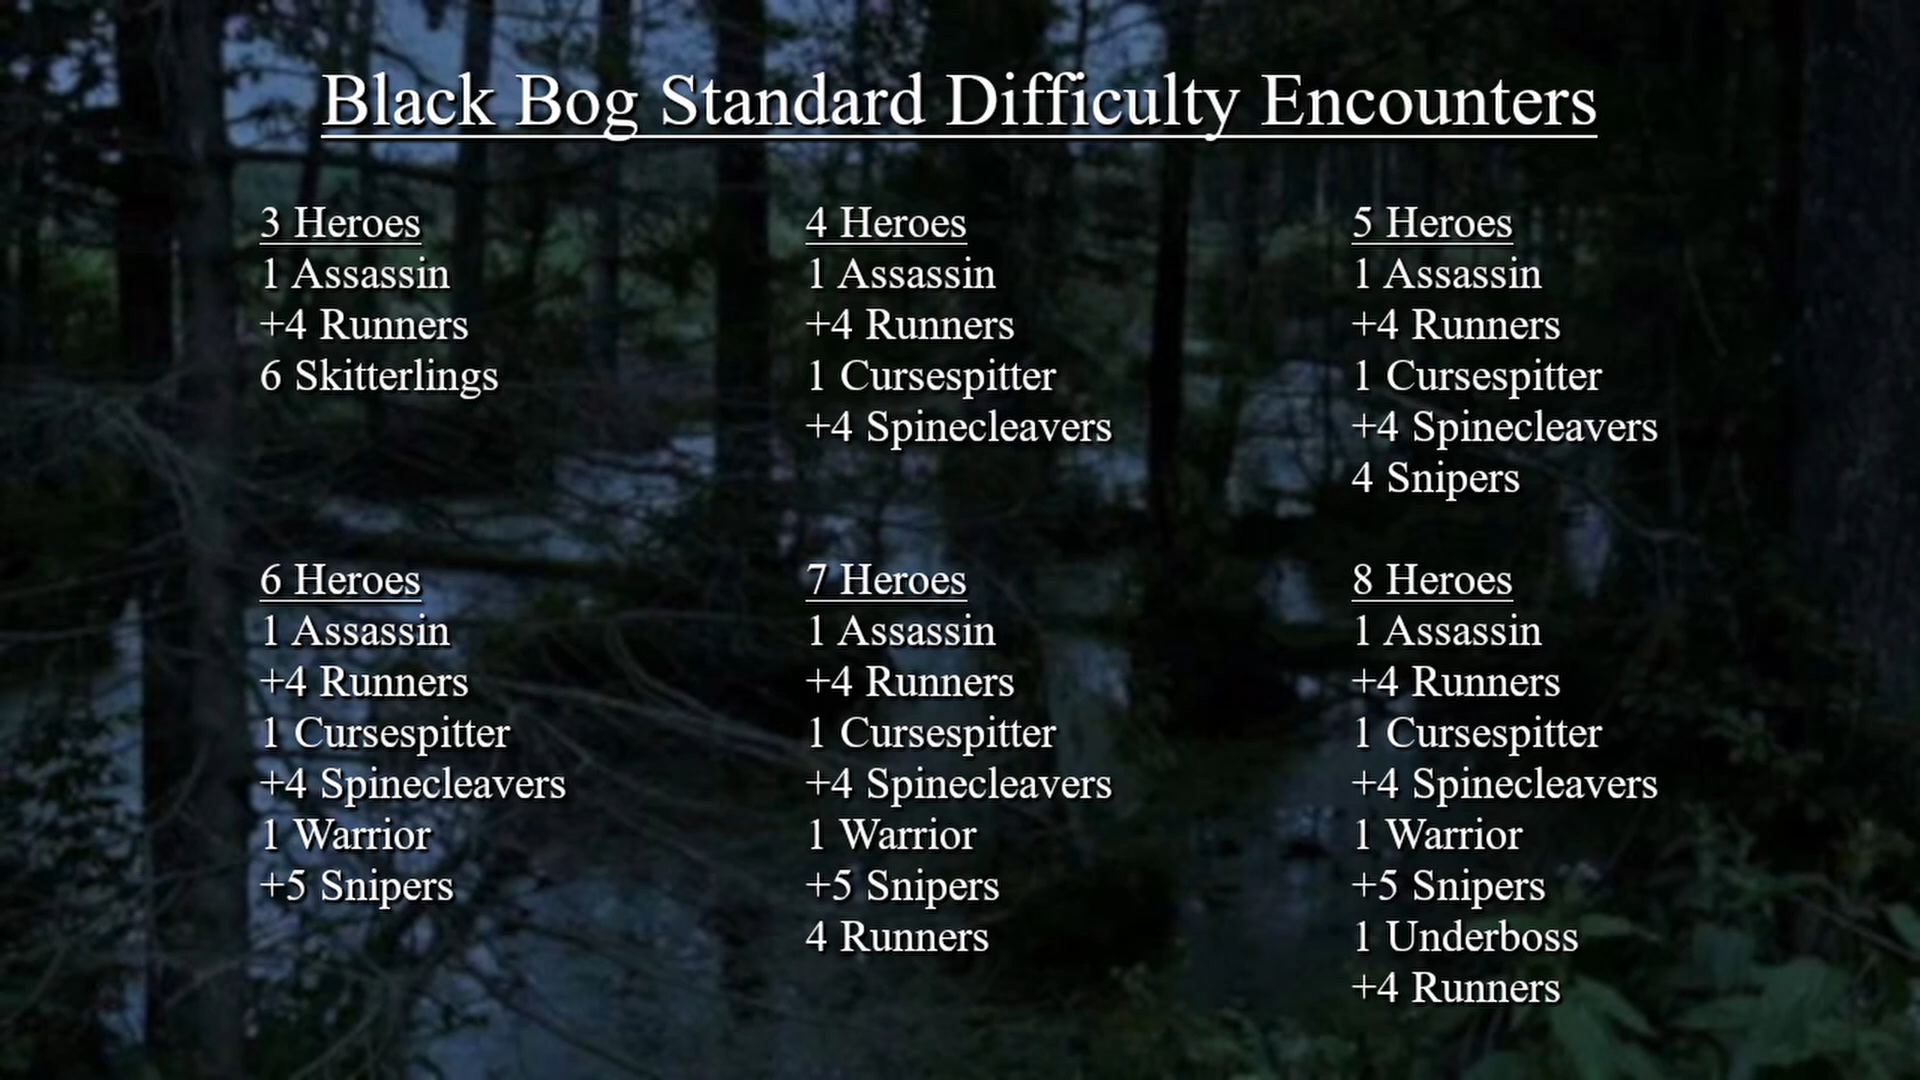 Black Bog Standard Difficulty Encounters
3 Heroes
1 Assassin
+4 Runners
6 Skitterlings
4 Heroes
1 Assassin
+4 Runners
1 Cursespitter
+4 Spinecleavers
5 Heroes
1 Assassin
+4 Runners
1 Cursespitter
+4 Spinecleavers
4 Snipers
6 Heroes
1 Assassin
+4 Runners
1 Cursespitter
+4 Spinecleavers
1 Warrior
+5 Snipers
7 Heroes
1 Assassin
+4 Runners
1 Cursespitter
+4 Spinecleavers
1 Warrior
+5 Snipers
4 Runners
8 Heroes
1 Assassin
+4 Runners
1 Cursespitter
+4 Spinecleavers
1 Warrior
+5 Snipers
1 Underboss
+4 Runners